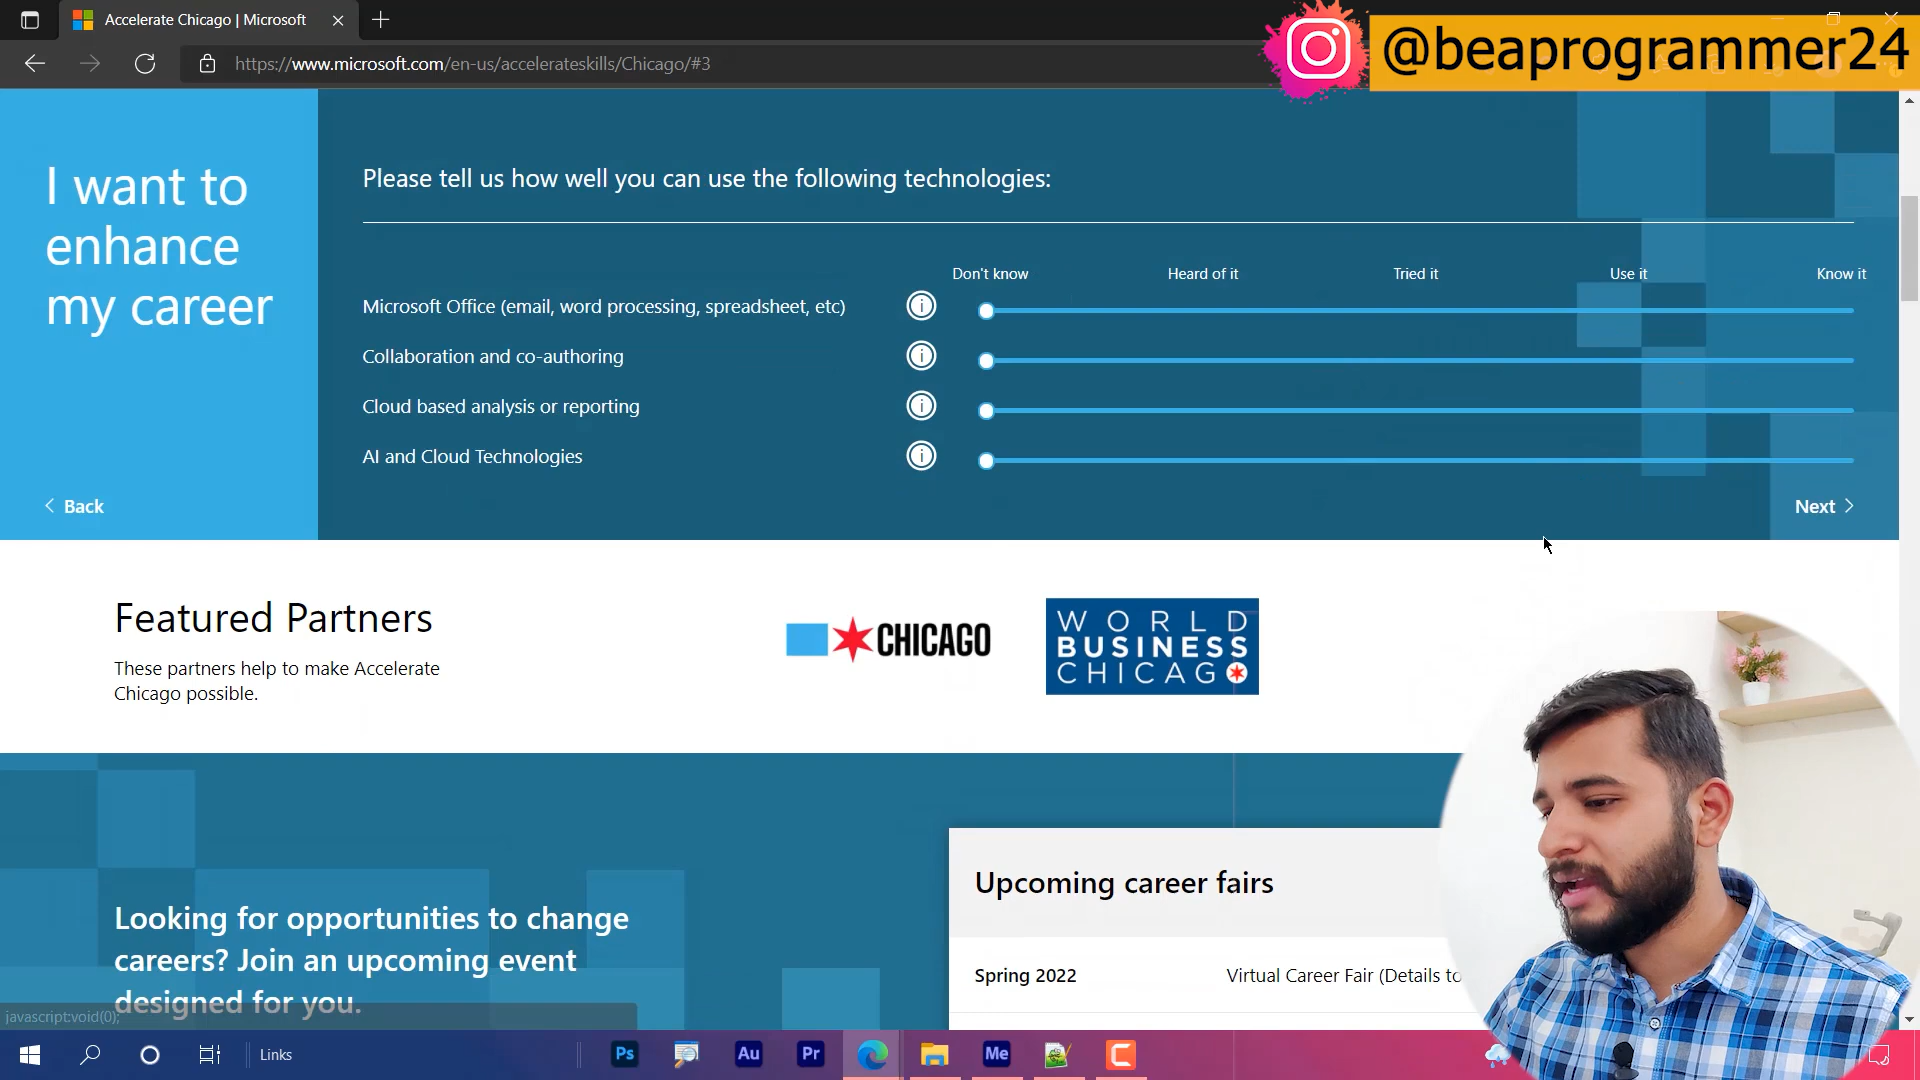 Accelerate Chicago | Microsoft
@beaprogrammer24
https://www.microsoft.com/en-us/accelerateskills/Chicago/#3
I want to
enhance
my career
Please tell us how well you can use the following technologies:
Don't know Heard of it Tried it Use it Know it
Microsoft Office (email, word processing, spreadsheet, etc)
Collaboration and co-authoring
Cloud based analysis or reporting
AI and Cloud Technologies
Back
Next
Featured Partners
These partners help to make Accelerate
Chicago possible.
CHICAGO
WORLD
BUSINESS
CHICAGO
Looking for opportunities to change
careers? Join an upcoming event
designed for you.
Upcoming career fairs
Spring 2022 Virtual Career Fair (Details to
javascript:void(0);
Links
Ps
Au
Pr
Me